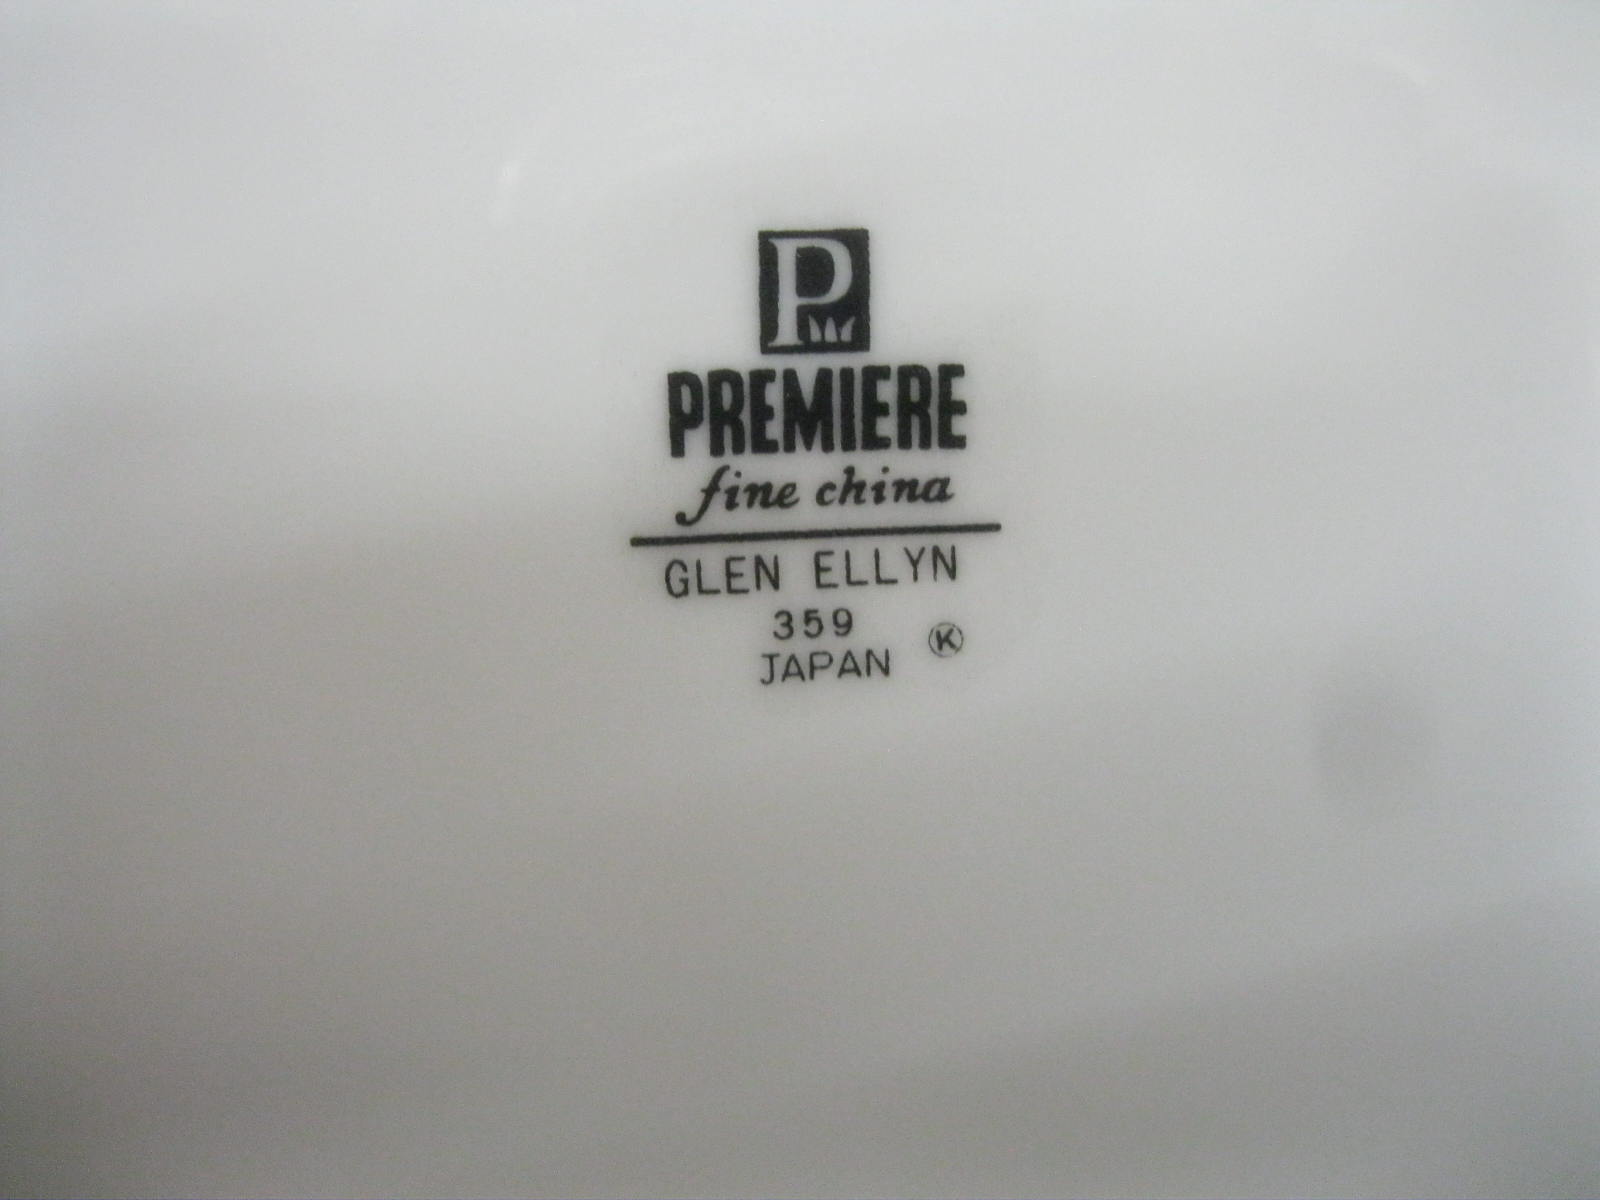 P
PREMIERE
fine china
GLEN ELLYN
359
JAPAN Ⓚ